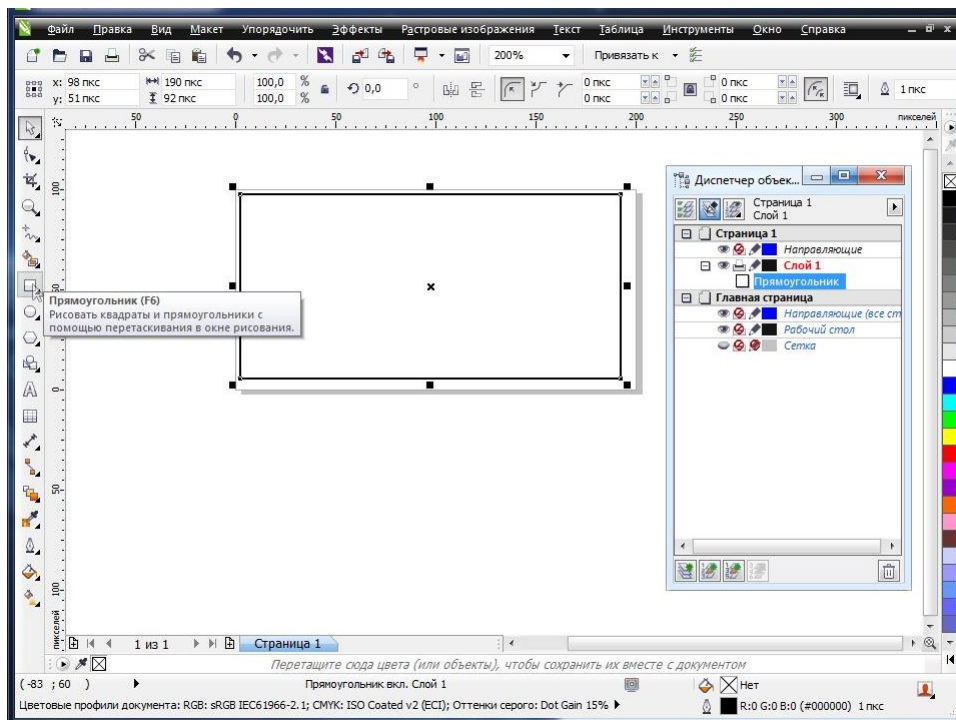 Файл Правка Вид Макет Упорядочить Эффекты Растровые изображения Текст Таблица Инструменты Окно Справка
200% Привязать к
x: 98 пкс 190 пкс 100,0 % 0,0 ° 0 пкс 0 пкс 1 пкс
y: 51 пкс 92 пкс 100,0 % 0 пкс 0 пкс
50 0 50 100 150 200 250 300 пикселей
100
50
0
50
100
пикселей
Прямоугольник (F6)
Рисовать квадраты и прямоугольники с
помощью перетаскивания в окне рисования.
Диспетчер объек...
Страница 1
Слой 1
Страница 1
Направляющие
Слой 1
Прямоугольник
Главная страница
Направляющие (все ст
Рабочий стол
Сетка
1 из 1 Страница 1
Перетащите сюда цвета (или объекты), чтобы сохранить их вместе с документом
( -83 ; 60 ) Прямоугольник вкл. Слой 1 Нет
Цветовые профили документа: RGB: sRGB IEC61966-2.1; CMYK: ISO Coated v2 (ECI); Оттенки серого: Dot Gain 15% R:0 G:0 B:0 (#000000) 1 пкс